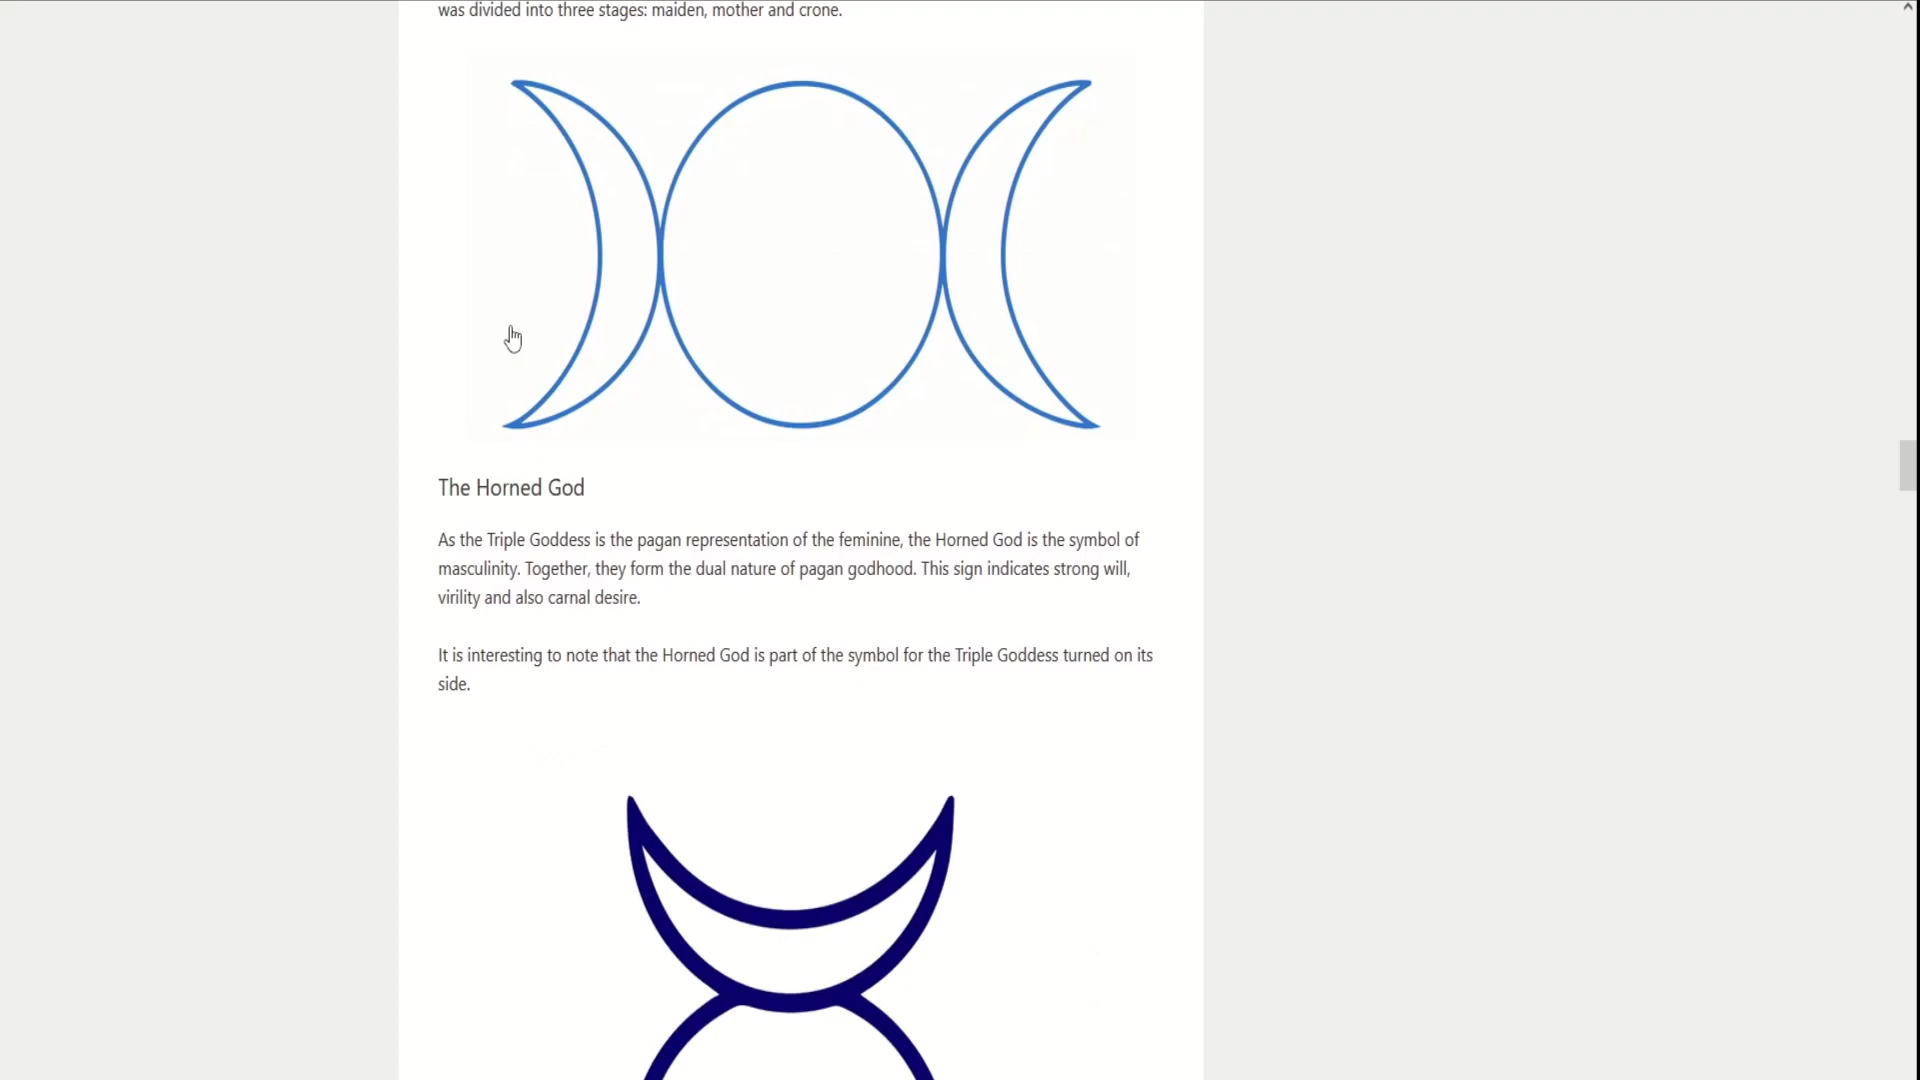 was divided into three stages: maiden, mother and crone.
The Horned God
As the Triple Goddess is the pagan representation of the feminine, the Horned God is the symbol of
masculinity. Together, they form the dual nature of pagan godhood. This sign indicates strong will,
virility and also carnal desire.
It is interesting to note that the Horned God is part of the symbol for the Triple Goddess turned on its
side.